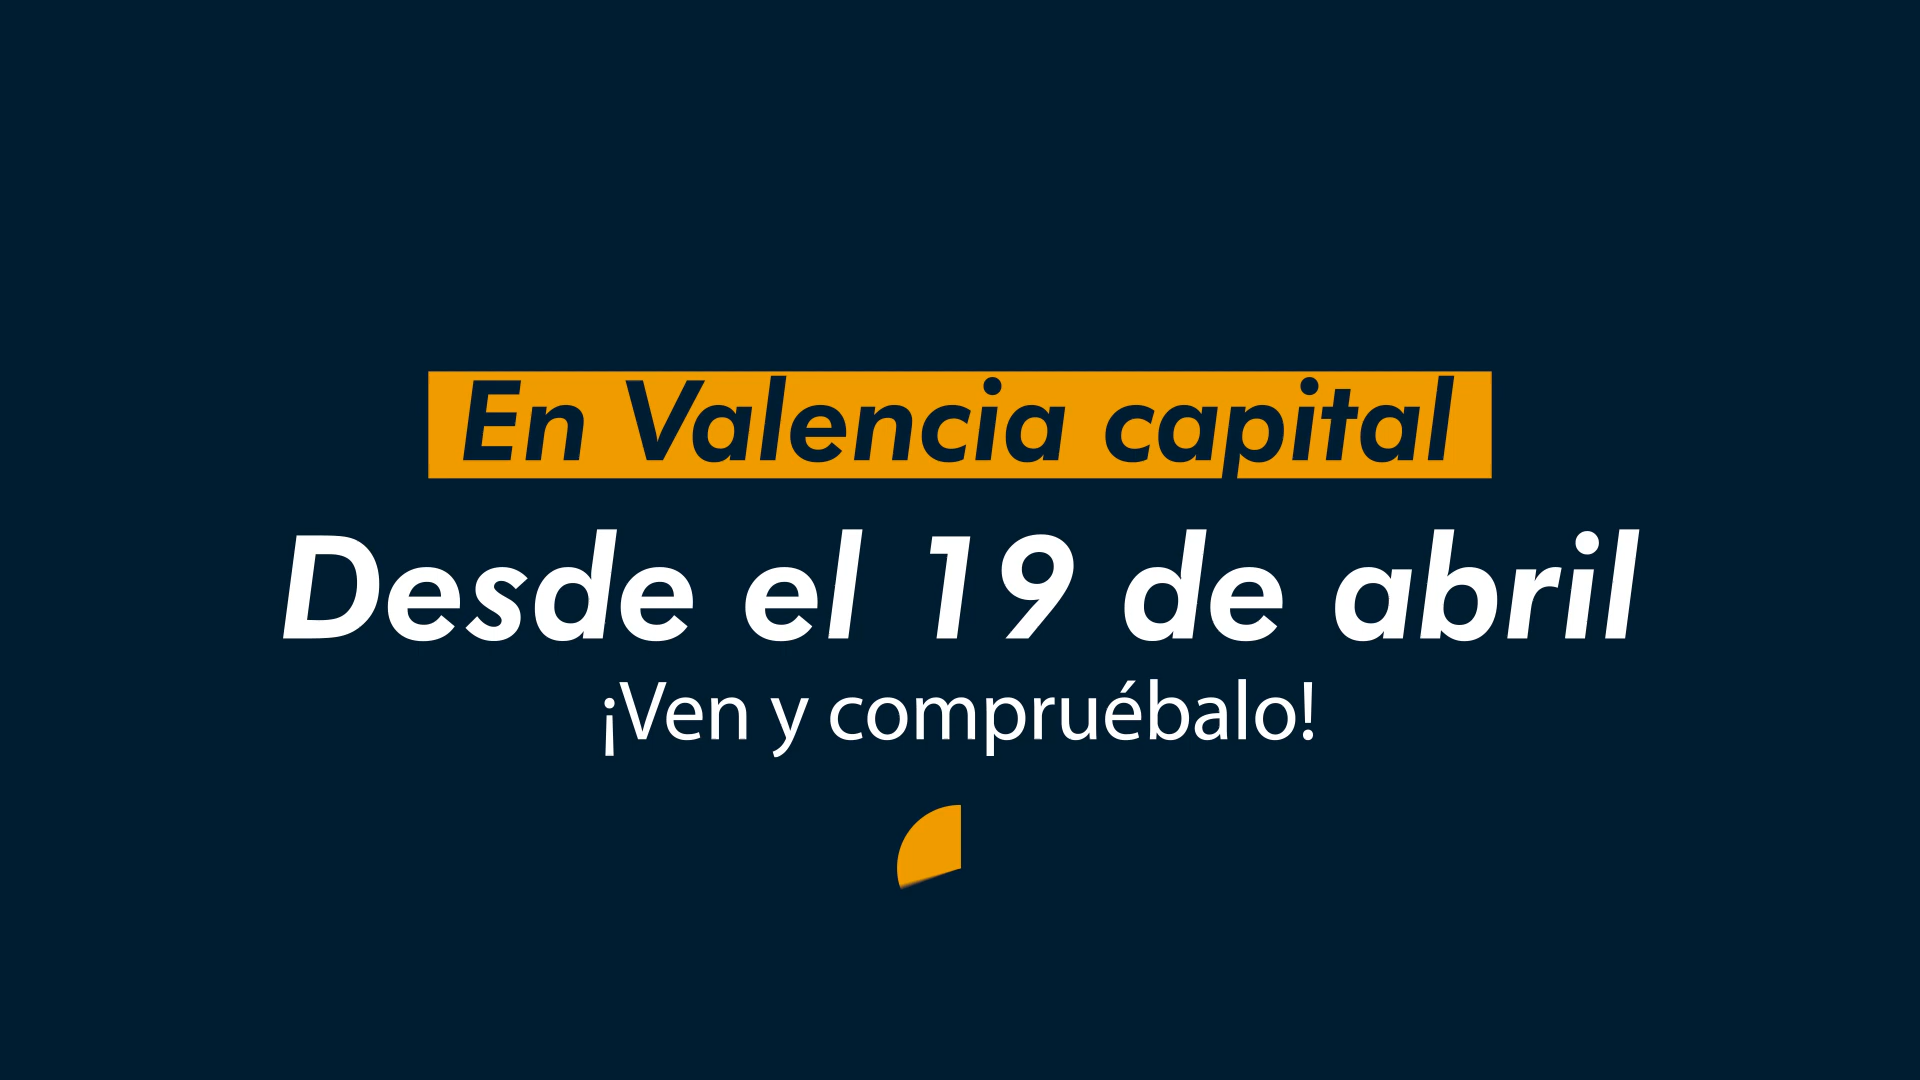 En Valencia capital
Desde el 19 de abril
¡Ven y compruébalo!